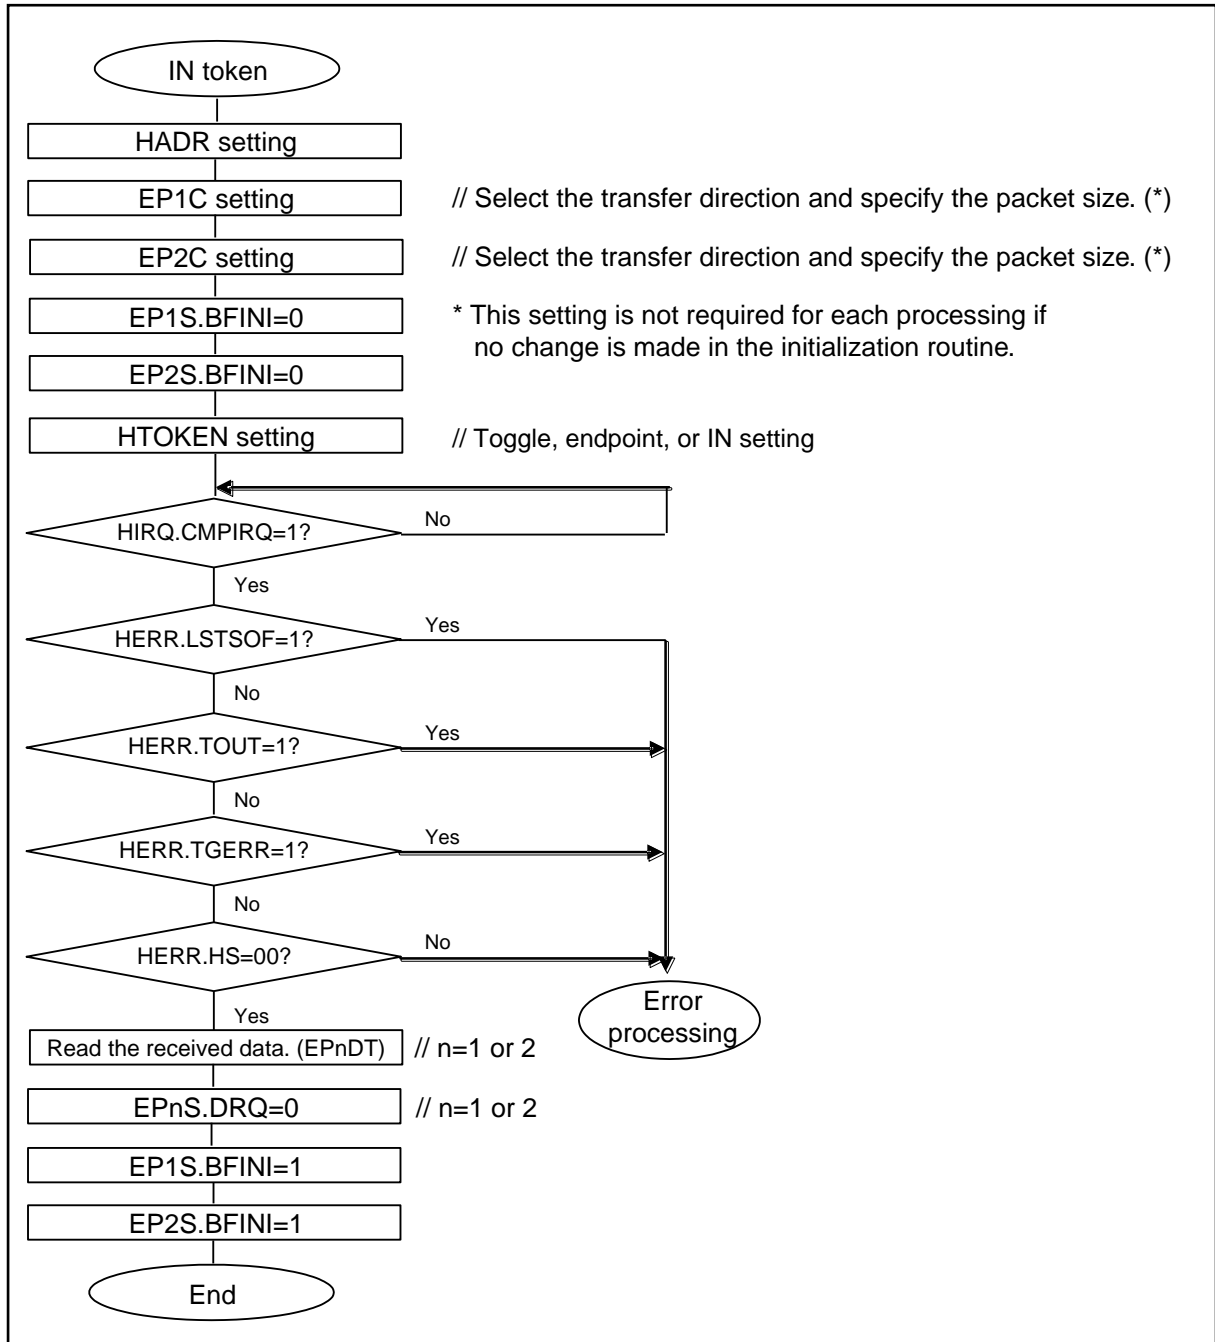 IN token
HADR setting
EP1C setting
// Select the transfer direction and specify the packet size. (*)
EP2C setting
// Select the transfer direction and specify the packet size. (*)
EP1S.BFINI=0
* This setting is not required for each processing if
no change is made in the initialization routine.
EP2S.BFINI=0
HTOKEN setting
// Toggle, endpoint, or IN setting
HIRQ.CMPIRQ=1?
No
Yes
HERR.LSTSOF=1?
Yes
No
HERR.TOUT=1?
Yes
No
HERR.TGERR=1?
Yes
No
HERR.HS=00?
No
Yes
Error
processing
Read the received data. (EPnDT)
// n=1 or 2
EPnS.DRQ=0
// n=1 or 2
EP1S.BFINI=1
EP2S.BFINI=1
End